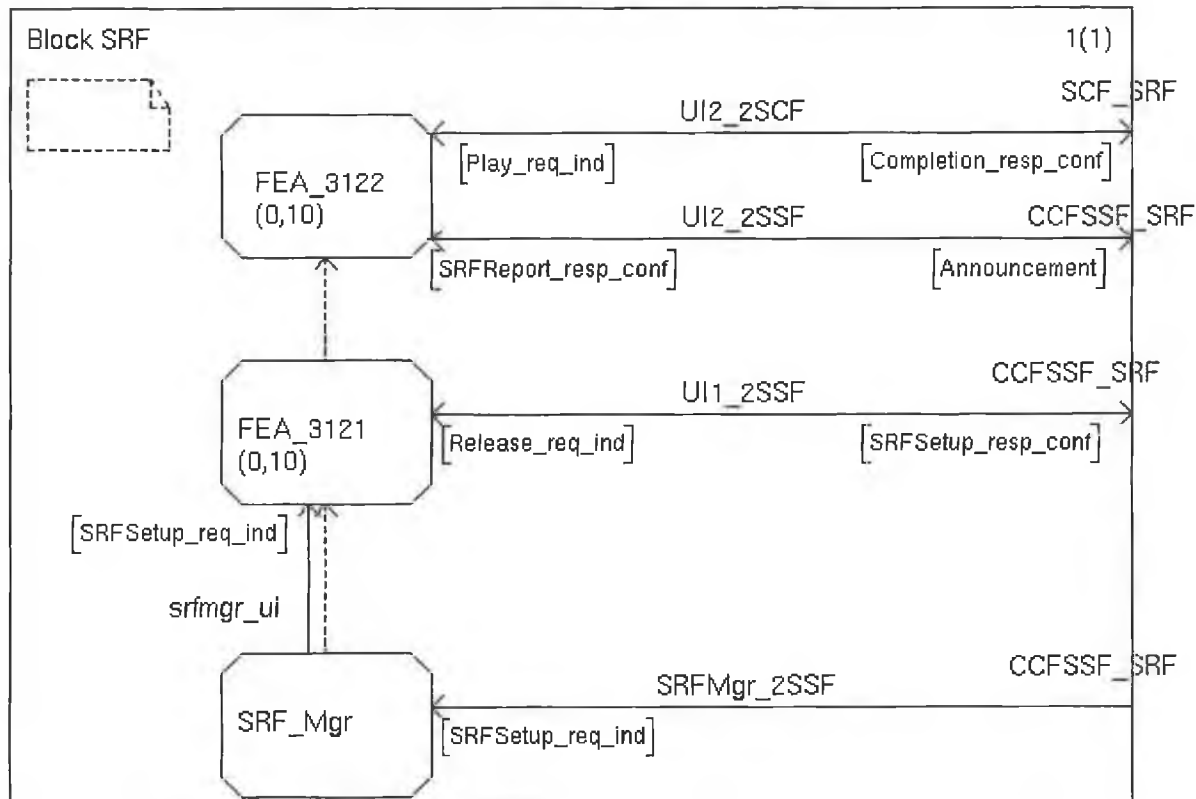 Block SRF
1(1)
SCF_SRF
UI2_2SCF
[Play_req_ind]
[Completion_resp_conf]
FEA_3122
(0,10)
UI2_2SSF
CCFSSF_SRF
[SRFReport_resp_conf]
[Announcement]
CCFSSF_SRF
UI1_2SSF
FEA_3121
(0,10)
[Release_req_ind]
[SRFSetup_resp_conf]
[SRFSetup_req_ind]
srfmgr_ui
CCFSSF_SRF
SRFMgr_2SSF
SRF_Mgr
[SRFSetup_req_ind]